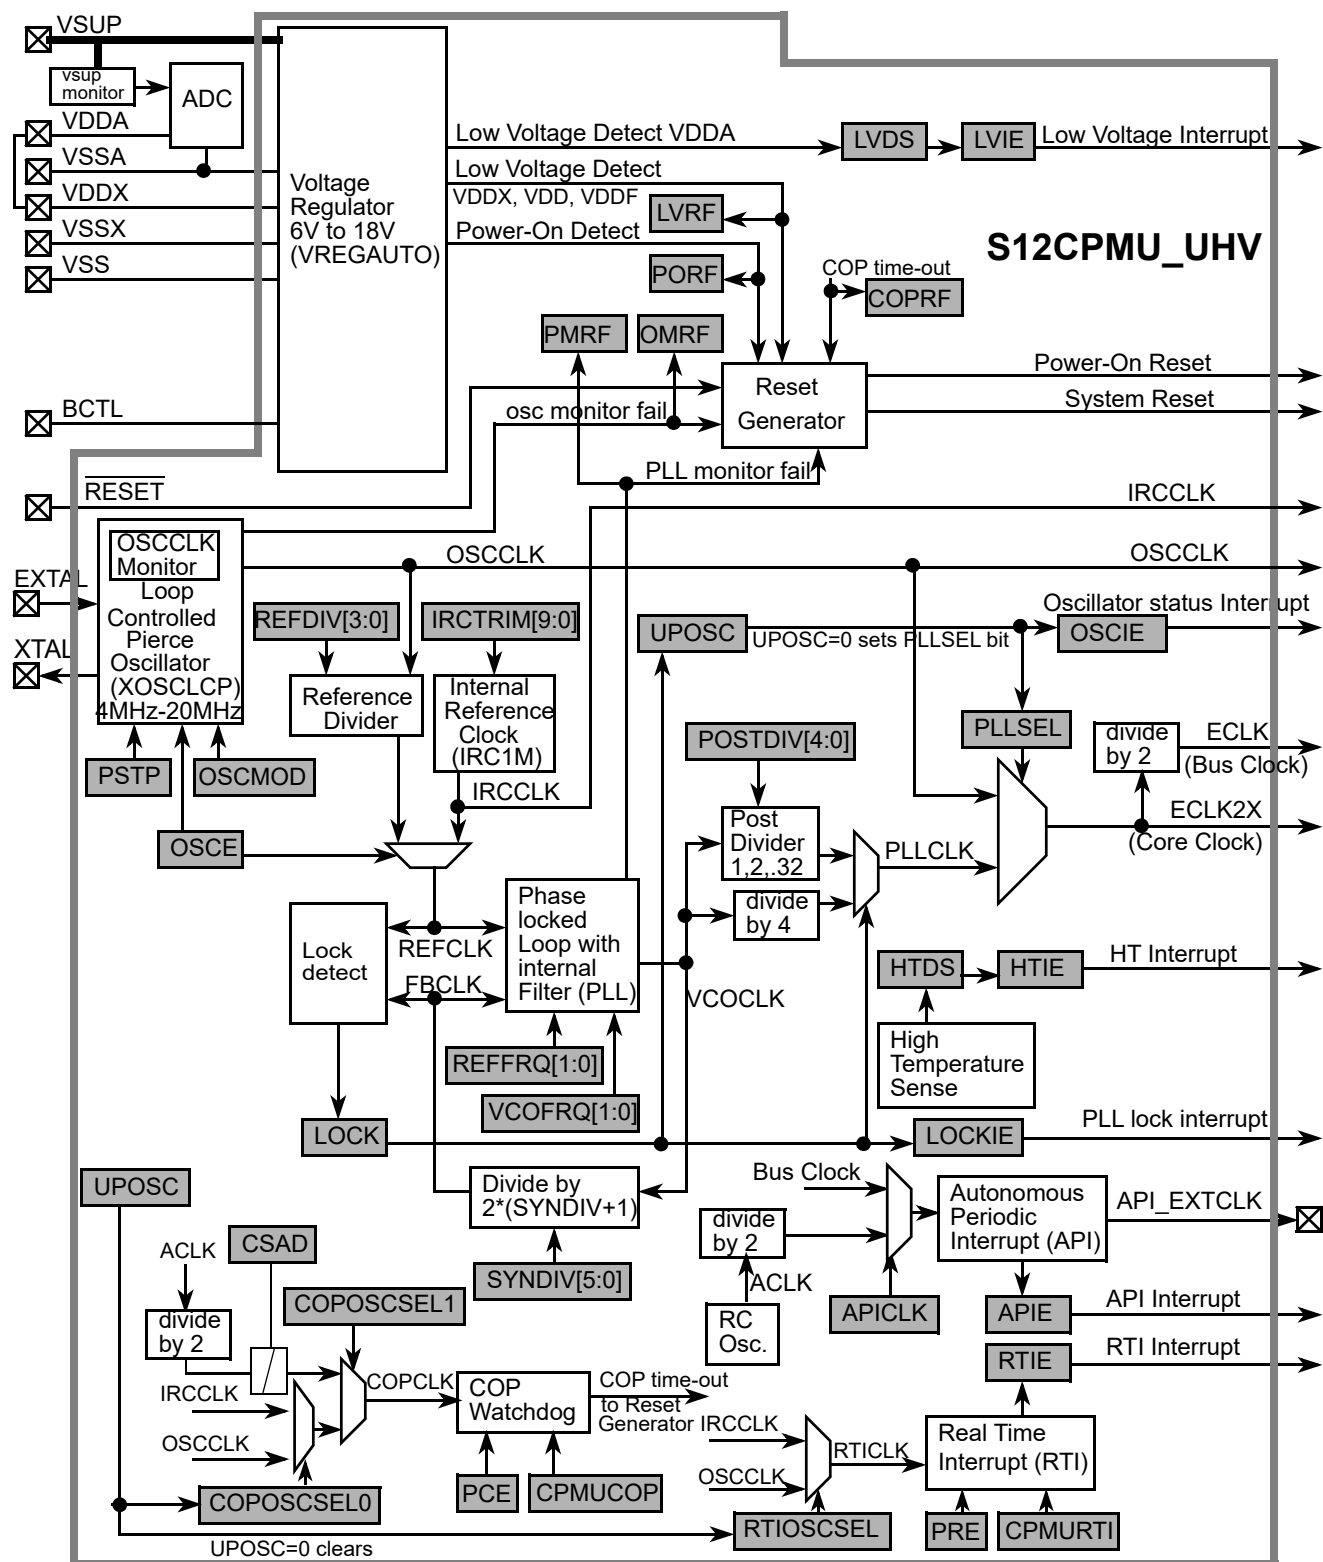 VSUP
vsup
monitor
ADC
VDDA
VSSA
VDDX
VSSX
VSS
BCTL
RESET
EXTAL
XTAL
Voltage
Regulator
6V to 18V
(VREGAUTO)
Low Voltage Detect VDDA
Low Voltage Detect
VDDX, VDD, VDDF
Power-On Detect
LVDS
LVIE
Low Voltage Interrupt
LVRF
PORF
S12CPMU_UHV
COP time-out
COPRF
PMRF
OMRF
Reset
Generator
Power-On Reset
System Reset
osc monitor fail
PLL monitor fail
IRCCLK
OSCCLK
Monitor
Loop
Controlled
Pierce
Oscillator
(XOSCLCP)
4MHz-20MHz
OSCCLK
OSCCLK
REFDIV[3:0]
IRCTRIM[9:0]
UPOSC
UPOSC=0 sets PLLSEL bit
Oscillator status Interrupt
OSCIE
Reference
Divider
Internal
Reference
Clock
(IRC1M)
PSTP
OSCMOD
OSCE
IRCCLK
POSTDIV[4:0]
PLLSEL
divide
by 2
ECLK
(Bus Clock)
ECLK2X
(Core Clock)
Post
Divider
1,2,.32
PLLCLK
divide
by 4
Phase
locked
Loop with
internal
Filter (PLL)
Lock
detect
REFCLK
FBCLK
VCOCLK
REFFRQ[1:0]
VCOFRQ[1:0]
HTDS
HTIE
HT Interrupt
High
Temperature
Sense
LOCK
LOCKIE
PLL lock interrupt
UPOSC
Divide by
2*(SYNDIV+1)
SYNDIV[5:0]
Bus Clock
divide
by 2
ACLK
RC
Osc.
APICLK
Autonomous
Periodic
Interrupt (API)
API_EXTCLK
APIE
API Interrupt
RTIE
RTI Interrupt
CSAD
ACLK
divide
by 2
COPOSCSEL1
IRCCLK
OSCCLK
COPCLK
COP
Watchdog
COP time-out
to Reset
Generator
PCE
CPMUCOP
COPOSCSEL0
UPOSC=0 clears
IRCCLK
OSCCLK
RTICLK
RTIOSCSEL
Real Time
Interrupt (RTI)
PRE
CPMURTI